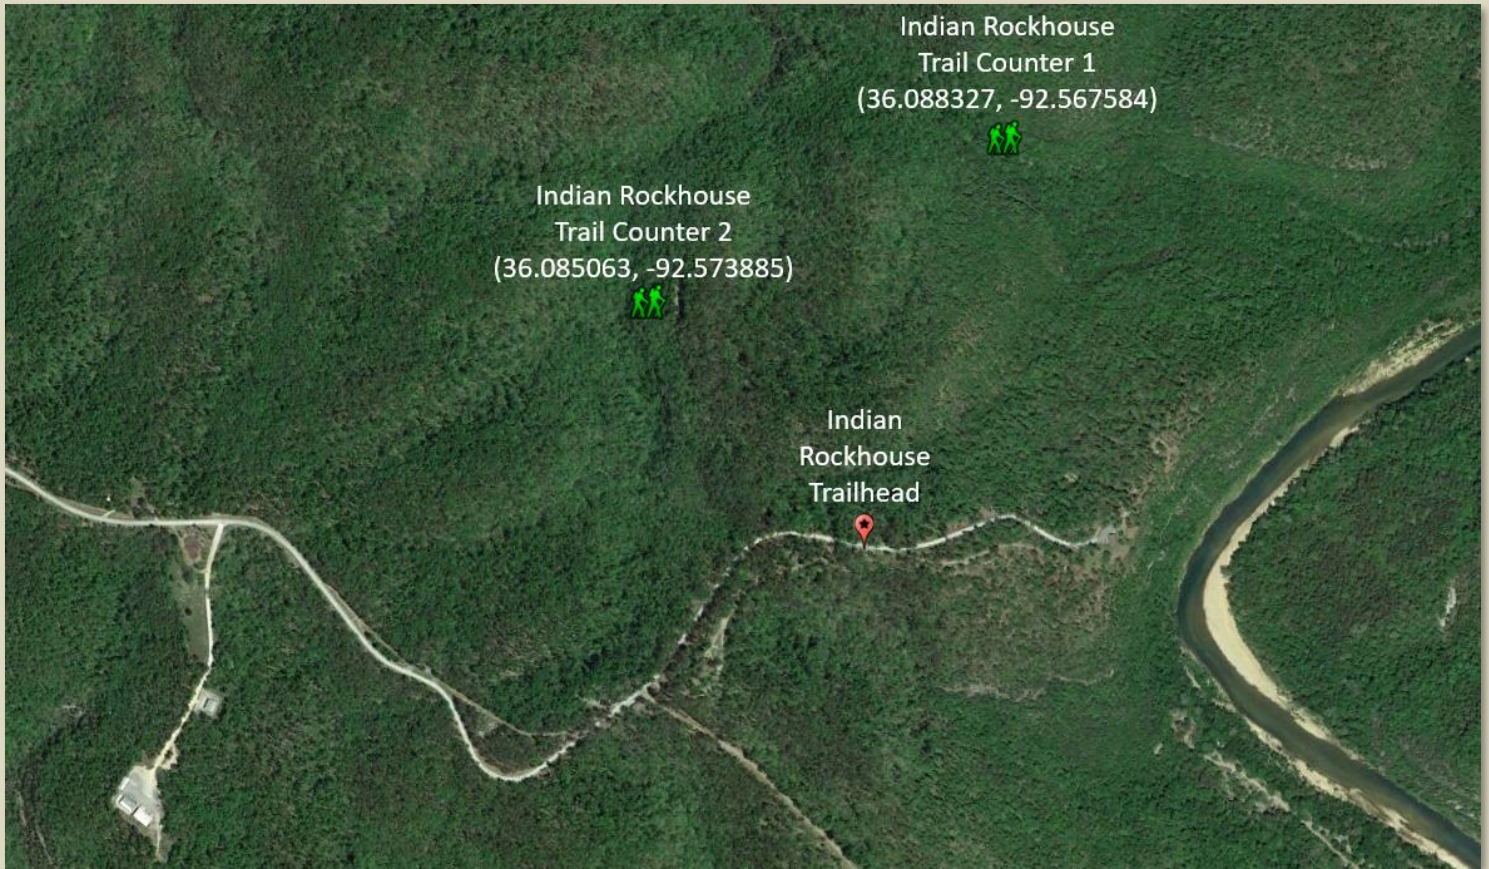 Indian Rockhouse
Trail Counter 1
(36.088327, -92.567584)
Indian Rockhouse
Trail Counter 2
(36.085063, -92.573885)
Indian
Rockhouse
Trailhead